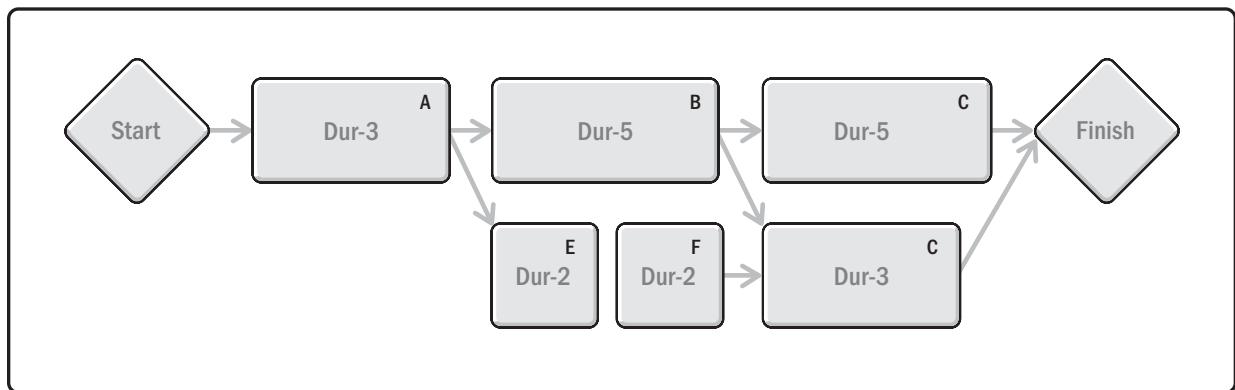 Start
A
Dur-3
B
Dur-5
C
Dur-5
Finish
E
Dur-2
F
Dur-2
C
Dur-3